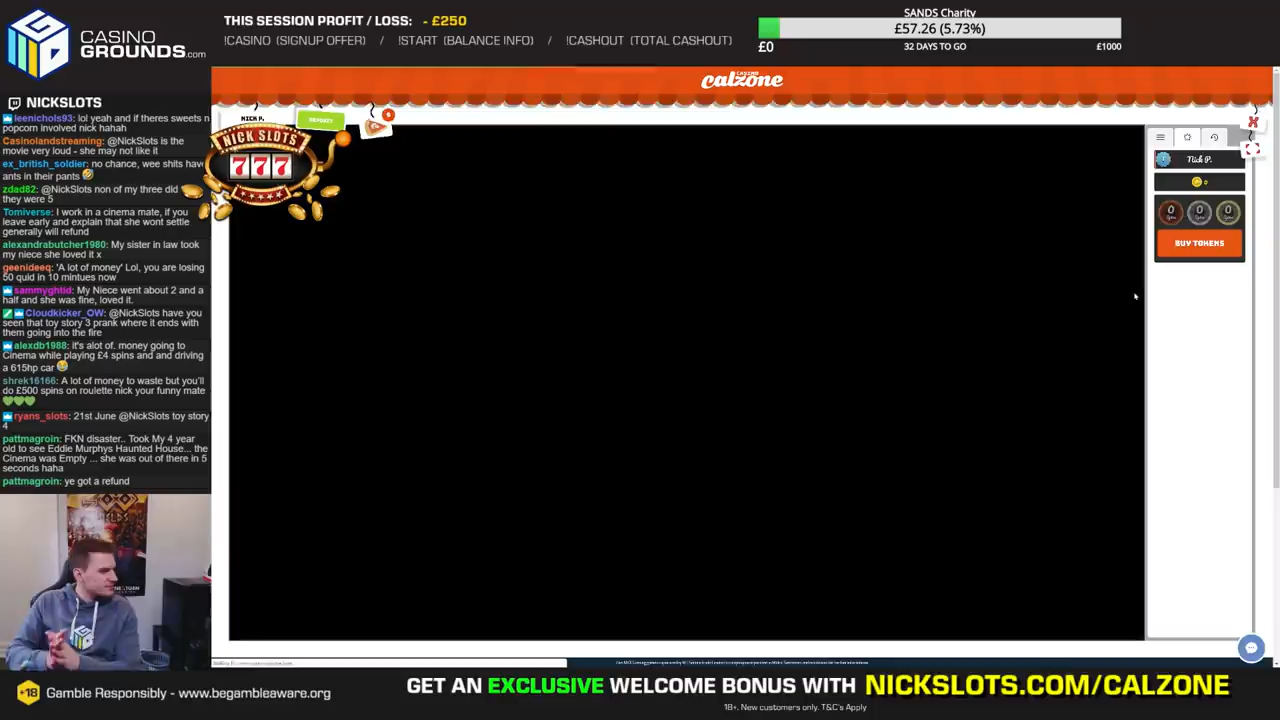 CASINO
GROUNDS.com
THIS SESSION PROFIT / LOSS: - £250
!CASINO (SIGNUP OFFER) / !START (BALANCE INFO) / !CASHOUT (TOTAL CASHOUT)
SANDS Charity
£57.26 (5.73%)
£0 32 DAYS TO GO £1000
NICKSLOTS
leenichols93: lol yeah and if theres sweets n
popcorn involved nick hahah
Casinolandstreaming: @NickSlots is the
movie very loud - she may not like it
ex_british_soldier: no chance, wee shits have
ants in their pants
zdad82: @NickSlots non of my three did
they were 5
Tomiverse: I work in a cinema mate, if you
leave early and explain that she wont settle
generally will refund
alexandrabutcher1980: My sister in law took
my niece she loved it x
geenideeq: 'A lot of money' Lol, you are losing
50 quid in 10 mintues now
sammyghtid: My Niece went about 2 and a
half and she was fine, loved it.
Cloudkicker_OW: @NickSlots have you
seen that toy story 3 prank where it ends with
them going into the fire
alexdb1988: it's alot of. money going to
Cinema while playing £4 spins and and driving
a 615hp car
shrek16166: A lot of money to waste but you'll
do £500 spins on roulette nick your funny mate
ryans_slots: 21st June @NickSlots toy story
4
pattmagroin: FKN disaster.. Took My 4 year
old to see Eddie Murphys Haunted House... the
Cinema was Empty ... she was out of there in 5
seconds haha
pattmagroin: ye got a refund
CASINO
calzone
NICK P.
DEPOSIT
NICK SLOTS
777
Nick P.
0
0 0 0
BUY TOKENS
+18 Gamble Responsibly - www.begambleaware.org
GET AN EXCLUSIVE WELCOME BONUS WITH NICKSLOTS.COM/CALZONE
18+. New customers only. T&C's Apply